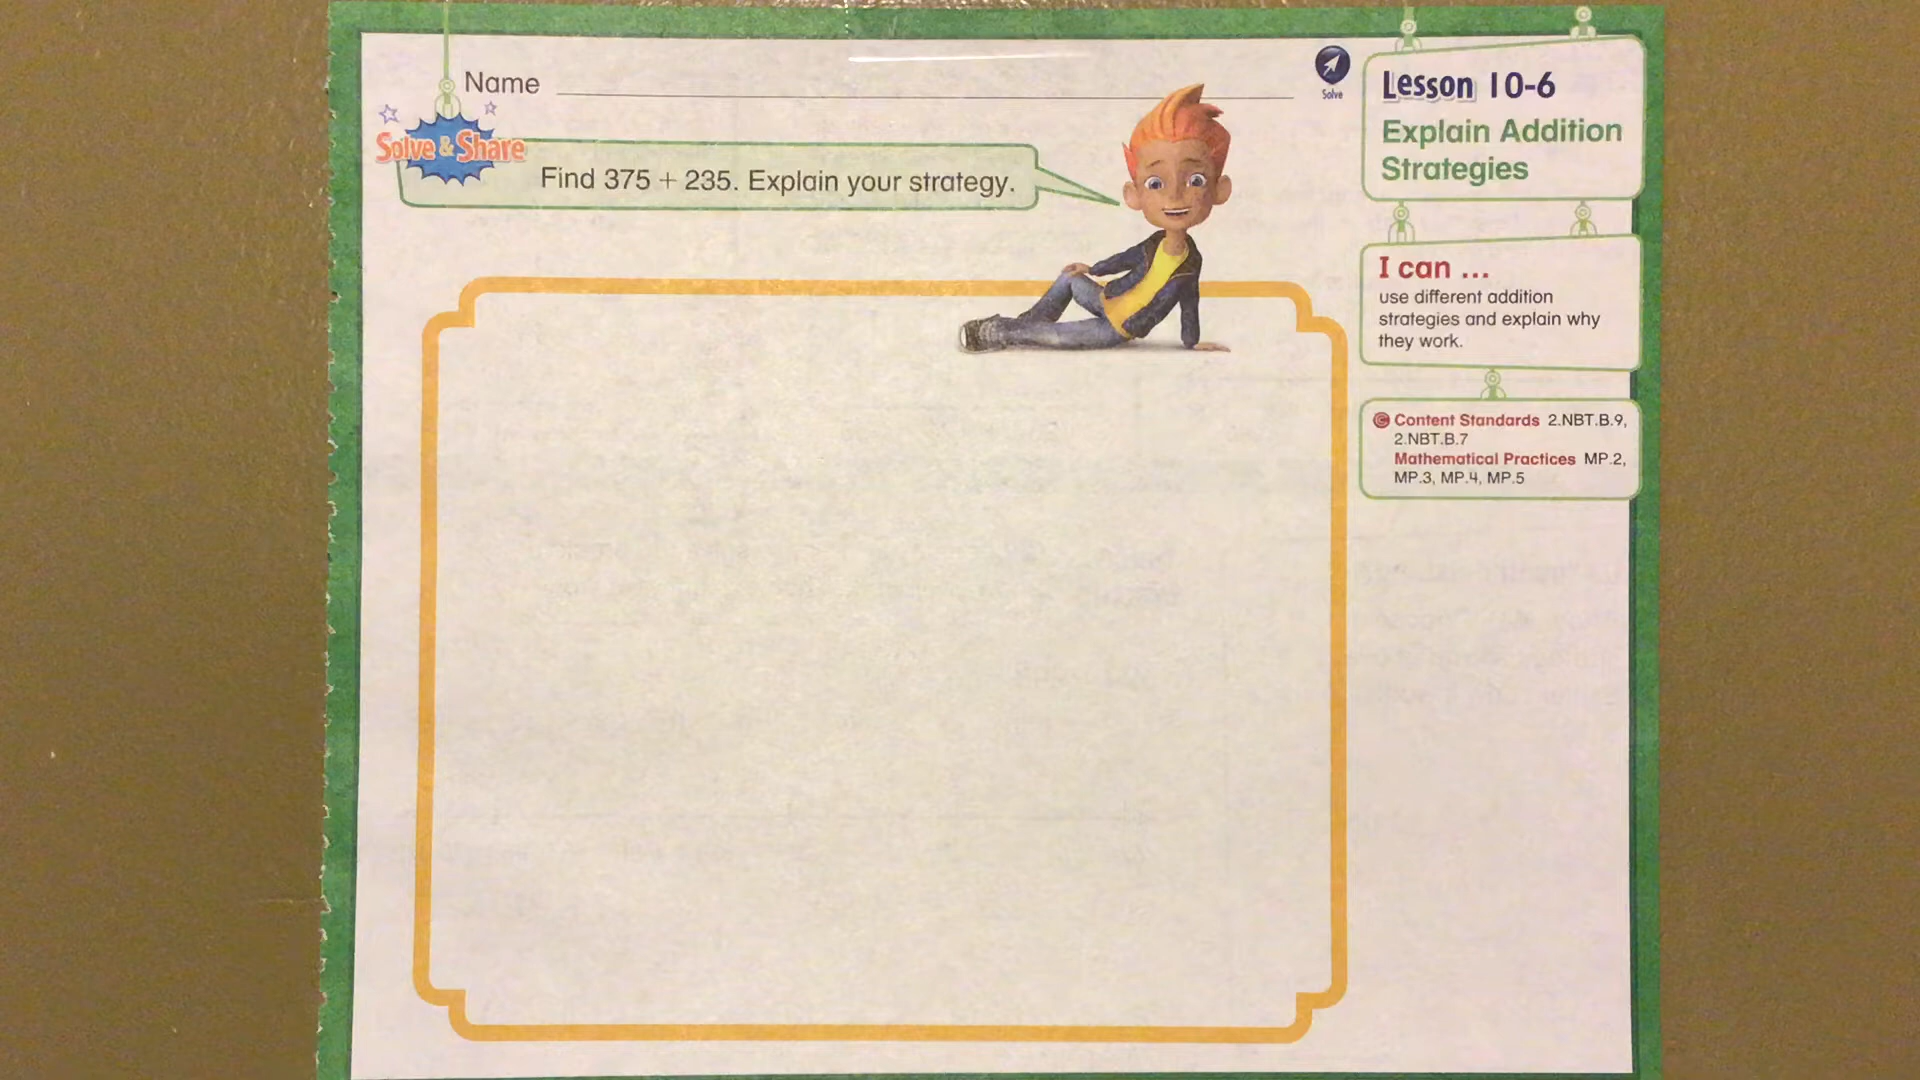 Name
Solve
Solve & Share
Find 375 + 235. Explain your strategy.
Lesson 10-6
Explain Addition
Strategies
I can ...
use different addition
strategies and explain why
they work.
Content Standards 2.NBT.B.9,
2.NBT.B.7
Mathematical Practices MP.2,
MP.3, MP.4, MP.5